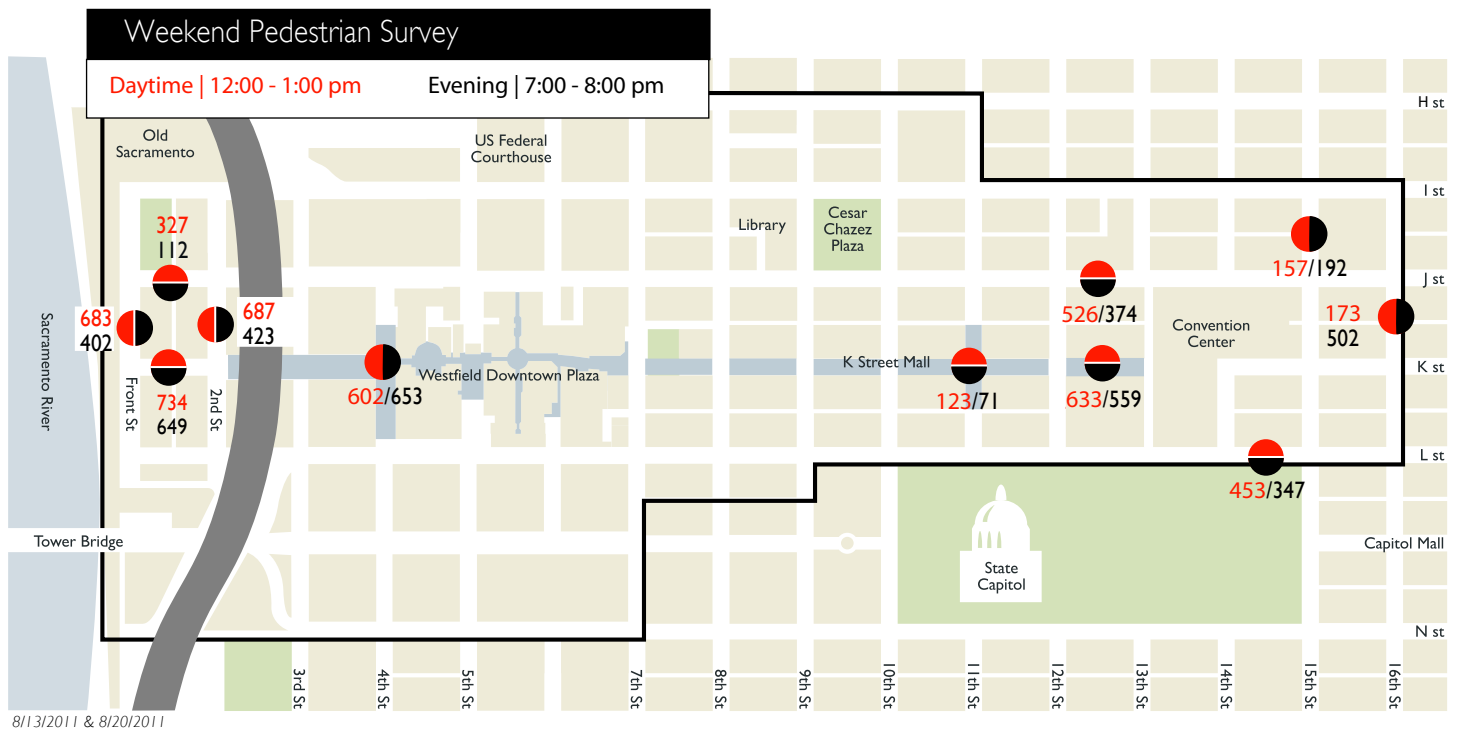 Weekend Pedestrian Survey
Daytime | 12:00 - 1:00 pm
Evening | 7:00 - 8:00 pm
H st
Old
Sacramento
US Federal
Courthouse
I st
327
112
Library
Cesar
Chazez
Plaza
157/192
J st
683
402
687
423
526/374
173
502
Convention
Center
Sacramento River
Front St
2nd St
734
649
Westfield Downtown Plaza
602/653
K Street Mall
123/71
633/559
K st
L st
453/347
Tower Bridge
State
Capitol
Capitol Mall
N st
3rd St
4th St
5th St
7th St
8th St
9th St
10th St
11th St
12th St
13th St
14th St
15th St
16th St
8/13/2011 & 8/20/2011